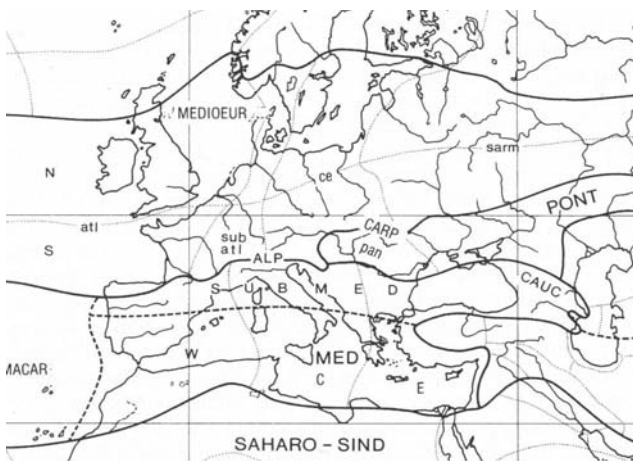 MEDIOEUR
sarm
N
ce
PONT
atl
CARP
sub
atl
pan
S
ALP
CAUC
S U B M E D
W
MED
MACAR
C
E
SAHARO - SIND